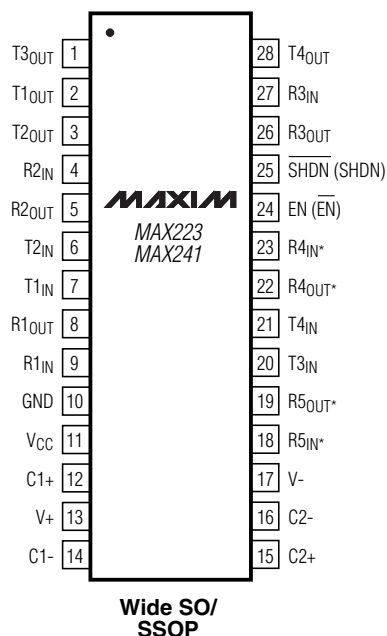 T3OUT 1 28 T4OUT
T1OUT 2 27 R3IN
T2OUT 3 26 R3OUT
R2IN 4 25 S̅H̅D̅N̅ (SHDN)
R2OUT 5 MAXIM 24 EN (E̅N̅)
T2IN 6 MAX223 23 R4IN*
T1IN 7 MAX241 22 R4OUT*
R1OUT 8 21 T4IN
R1IN 9 20 T3IN
GND 10 19 R5OUT*
VCC 11 18 R5IN*
C1+ 12 17 V-
V+ 13 16 C2-
C1- 14 15 C2+
Wide SO/
SSOP